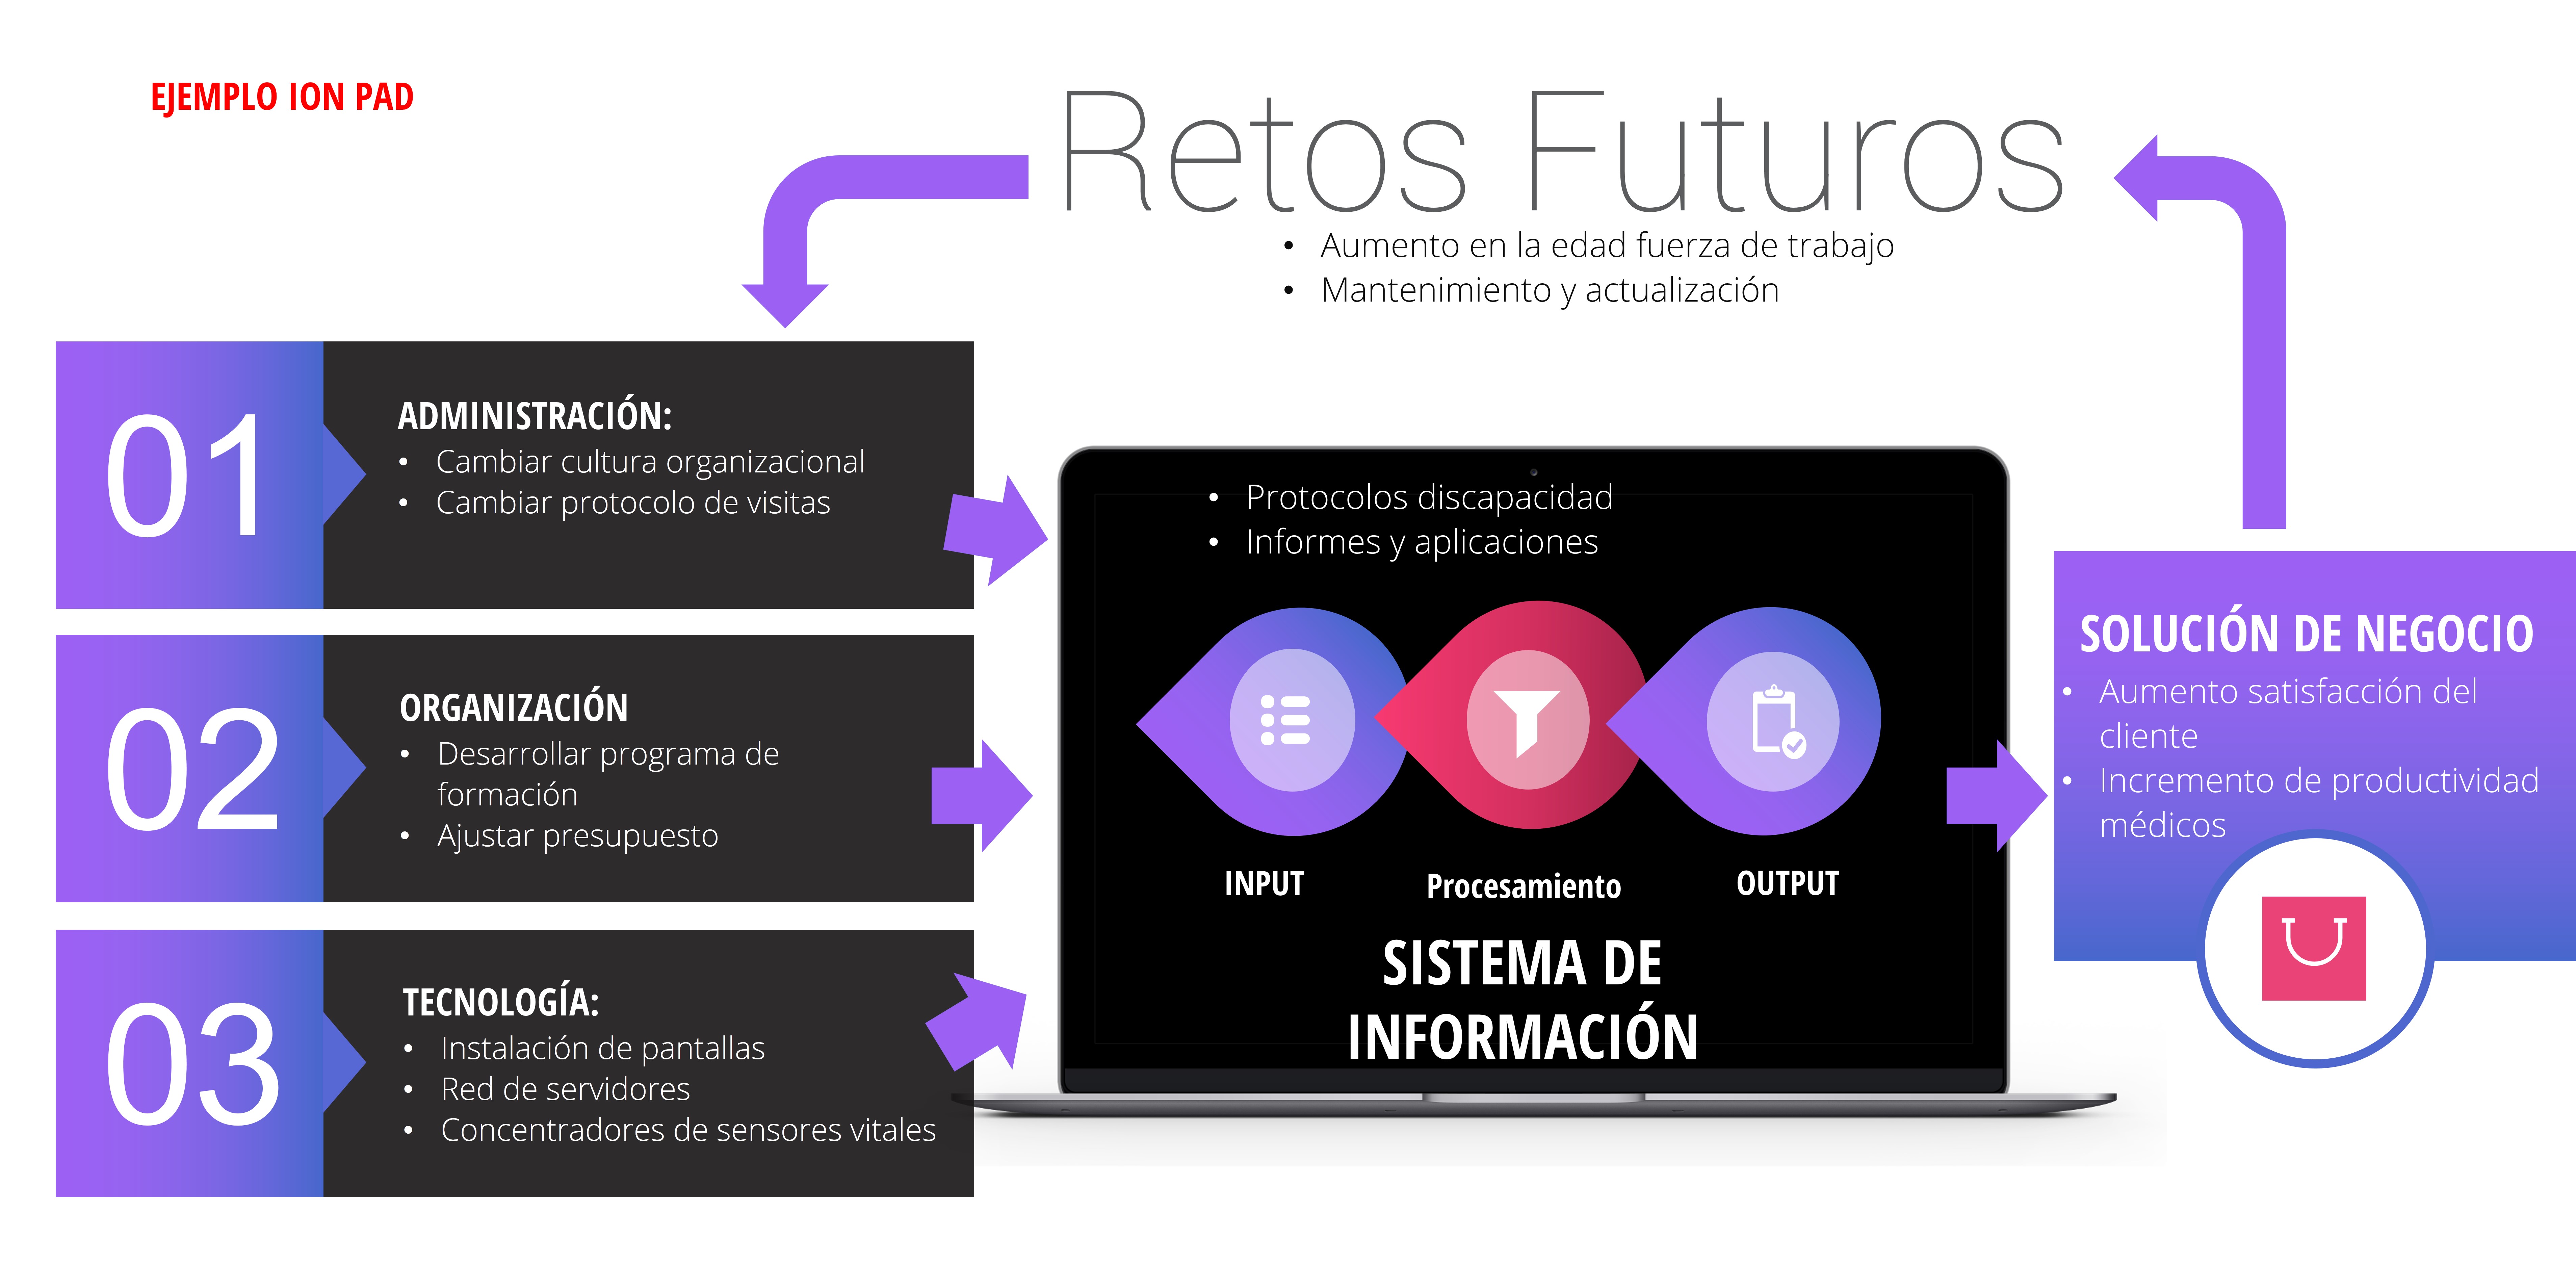 EJEMPLO ION PAD
Retos Futuros
• Aumento en la edad fuerza de trabajo
• Mantenimiento y actualización
01
ADMINISTRACIÓN:
• Cambiar cultura organizacional
• Cambiar protocolo de visitas
02
ORGANIZACIÓN
• Desarrollar programa de
formación
• Ajustar presupuesto
03
TECNOLOGÍA:
• Instalación de pantallas
• Red de servidores
• Concentradores de sensores vitales
• Protocolos discapacidad
• Informes y aplicaciones
INPUT
Procesamiento
OUTPUT
SISTEMA DE
INFORMACIÓN
SOLUCIÓN DE NEGOCIO
• Aumento satisfacción del
cliente
• Incremento de productividad
médicos